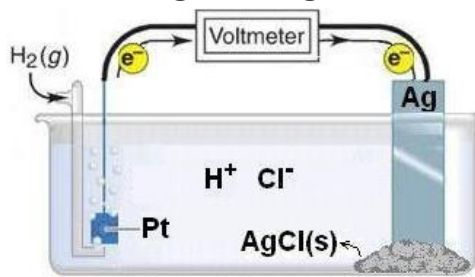 Voltmeter
H₂(g)
e⁻
e⁻
Ag
H⁺ Cl⁻
Pt
AgCl(s)